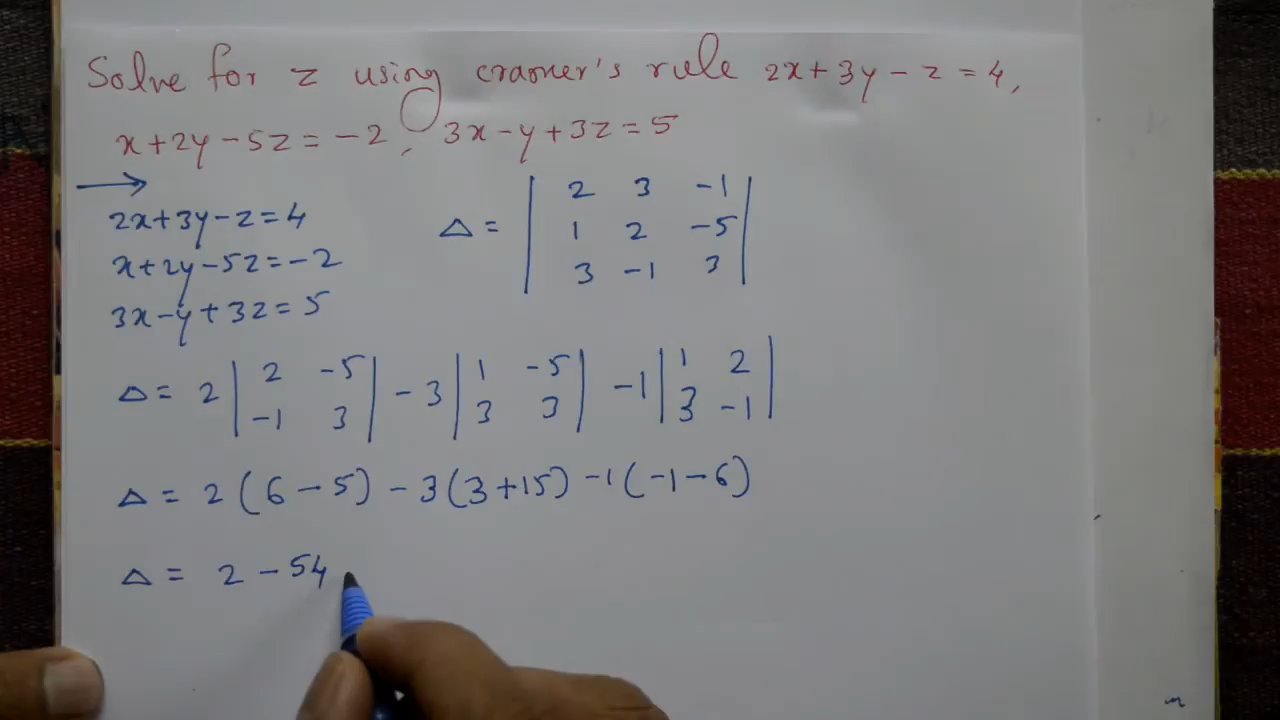 Solve for z using cramer's rule 2x+3y-z=4,
x+2y-5z=-2, 3x-y+3z=5
→
2x+3y-z=4
x+2y-5z=-2
3x-y+3z=5
Δ= | 2 3 -1 |
| 1 2 -5 |
| 3 -1 3 |
Δ= 2 | 2 -5 | -3 | 1 -5 | -1 | 1 2 |
| -1 3 | | 3 3 | | 3 -1 |
Δ= 2(6-5) -3(3+15) -1(-1-6)
Δ= 2-54